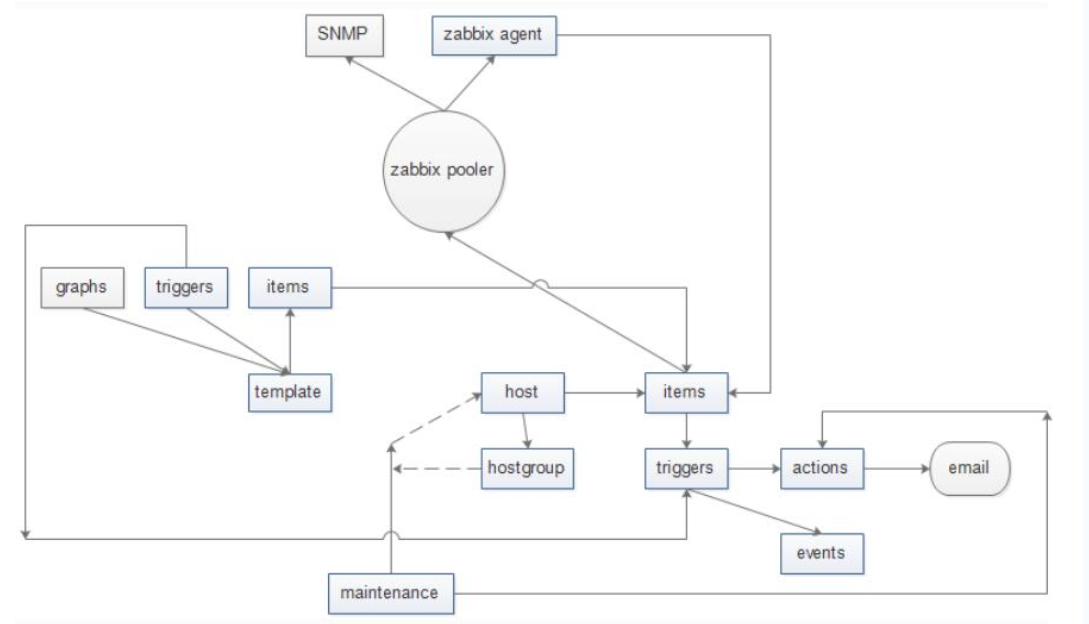 SNMP
zabbix agent
zabbix pooler
graphs
triggers
items
template
host
items
hostgroup
triggers
actions
email
events
maintenance